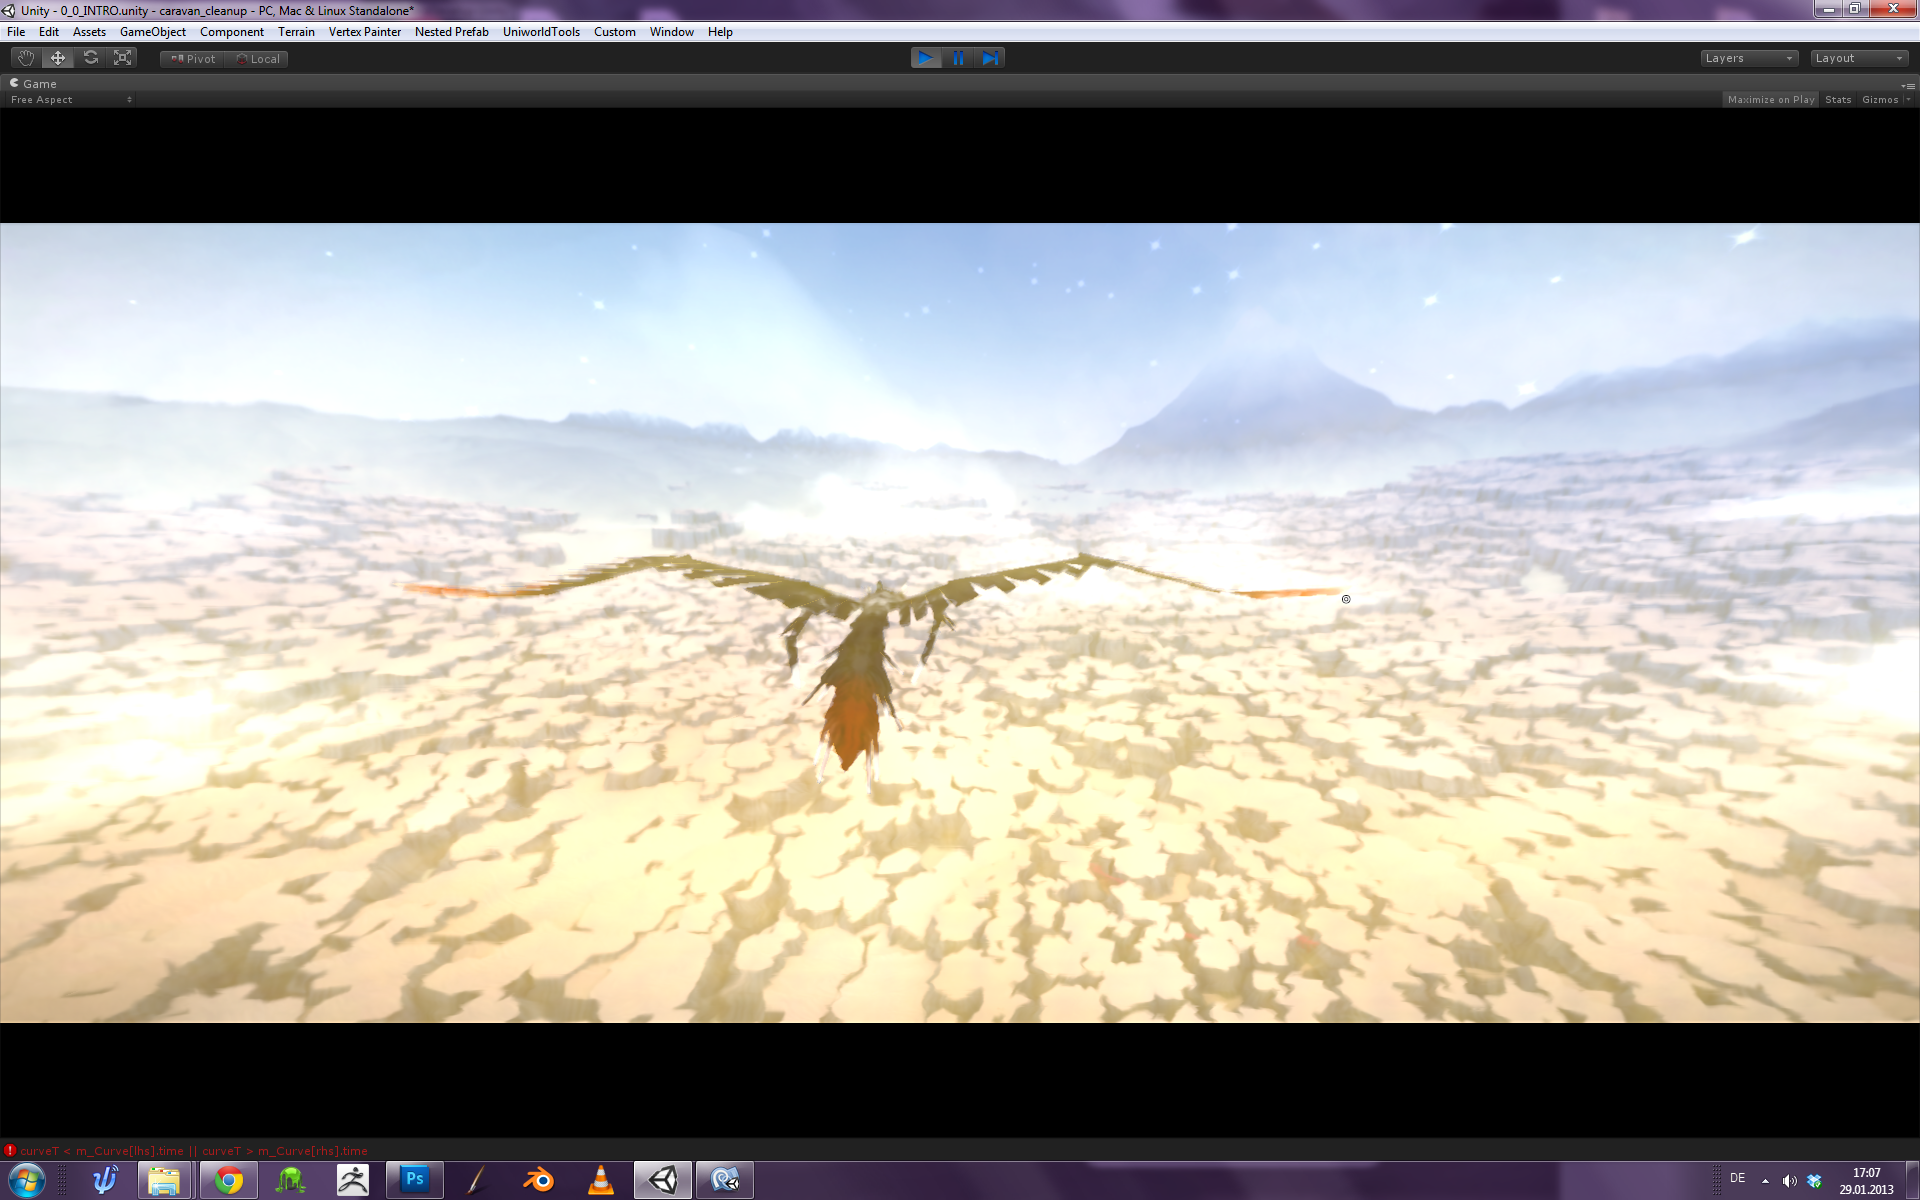 Unity - 0_0_INTRO.unity - caravan_cleanup - PC, Mac & Linux Standalone*
File Edit Assets GameObject Component Terrain Vertex Painter Nested Prefab UniworldTools Custom Window Help
Pivot Local Layers Layout
Game
Free Aspect Maximize on Play Stats Gizmos
curveT < m_Curve[lhs].time || curveT > m_Curve[rhs].time
Ps DE 17:07
29.01.2013